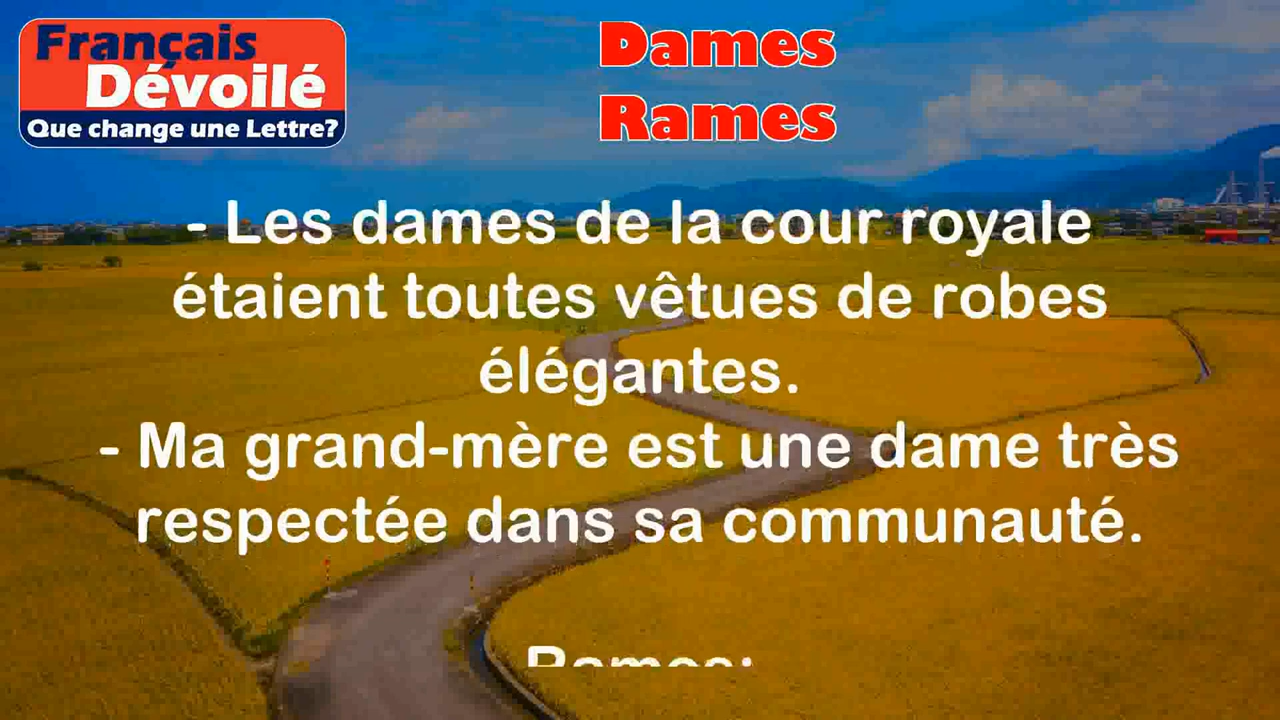 Français
Dévoilé
Que change une Lettre?
Dames
Rames
- Les dames de la cour royale
étaient toutes vêtues de robes
élégantes.
- Ma grand-mère est une dame très
respectée dans sa communauté.
Rames: